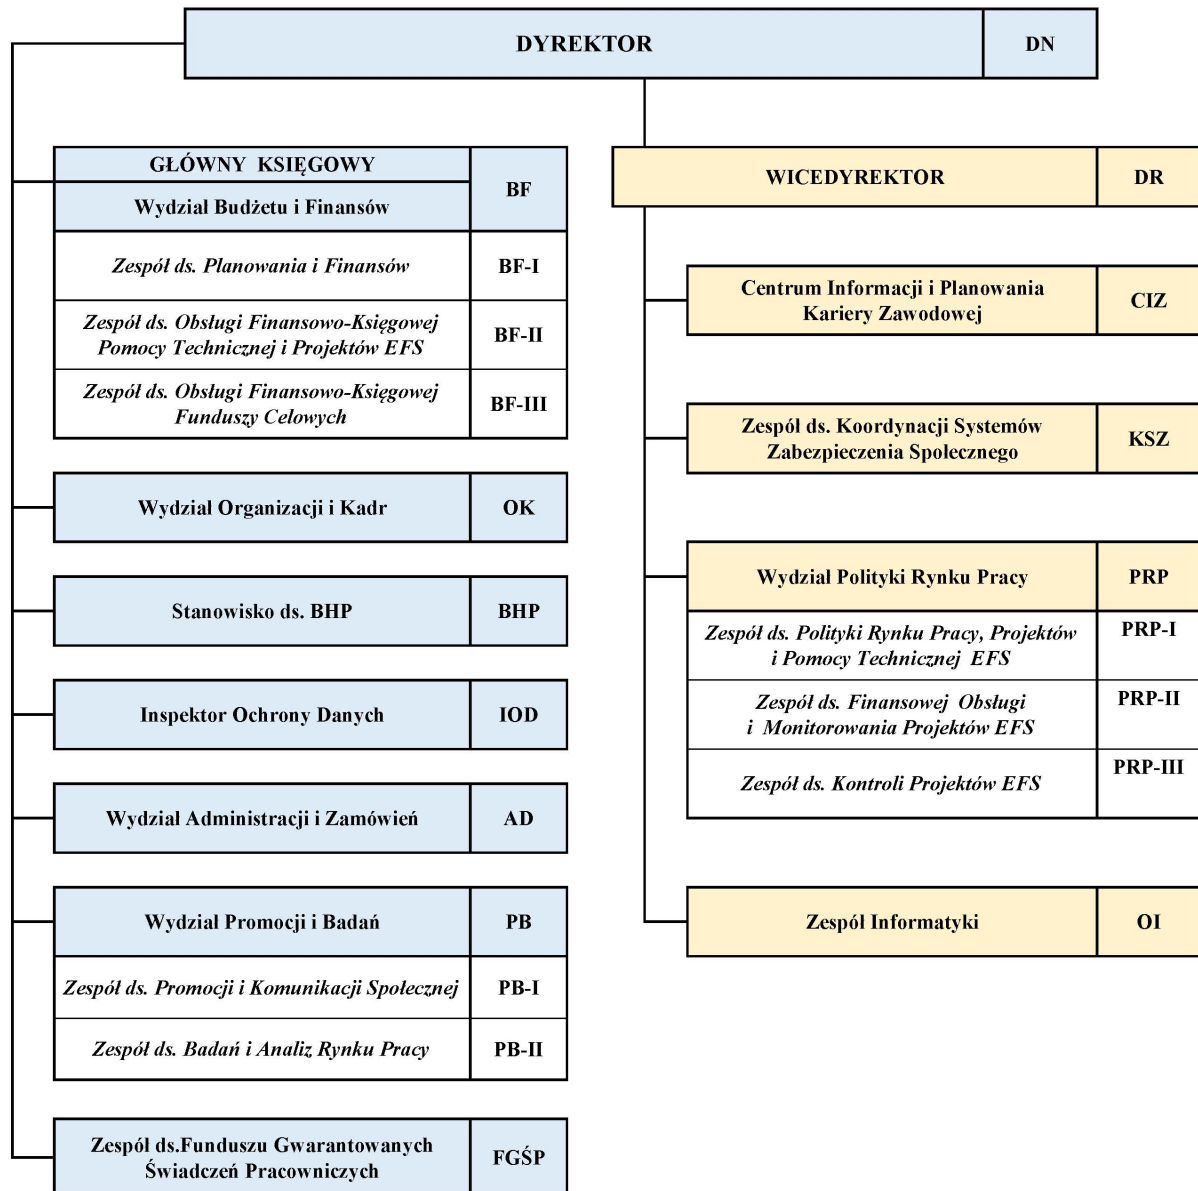 DYREKTOR DN
GŁÓWNY KSIĘGOWY
Wydział Budżetu i Finansów
BF
Zespół ds. Planowania i Finansów BF-I
Zespół ds. Obsługi Finansowo-Księgowej
Pomocy Technicznej i Projektów EFS
BF-II
Zespół ds. Obsługi Finansowo-Księgowej
Funduszy Celowych
BF-III
Wydział Organizacji i Kadr OK
Stanowisko ds. BHP BHP
Inspektor Ochrony Danych IOD
Wydział Administracji i Zamówień AD
Wydział Promocji i Badań PB
Zespół ds. Promocji i Komunikacji Społecznej PB-I
Zespół ds. Badań i Analiz Rynku Pracy PB-II
Zespół ds.Funduszu Gwarantowanych
Świadczeń Pracowniczych
FGŚP
WICEDYREKTOR DR
Centrum Informacji i Planowania
Kariery Zawodowej
CIZ
Zespół ds. Koordynacji Systemów
Zabezpieczenia Społecznego
KSZ
Wydział Polityki Rynku Pracy PRP
Zespół ds. Polityki Rynku Pracy, Projektów
i Pomocy Technicznej EFS
PRP-I
Zespół ds. Finansowej Obsługi
i Monitorowania Projektów EFS
PRP-II
Zespół ds. Kontroli Projektów EFS
PRP-III
Zespół Informatyki OI